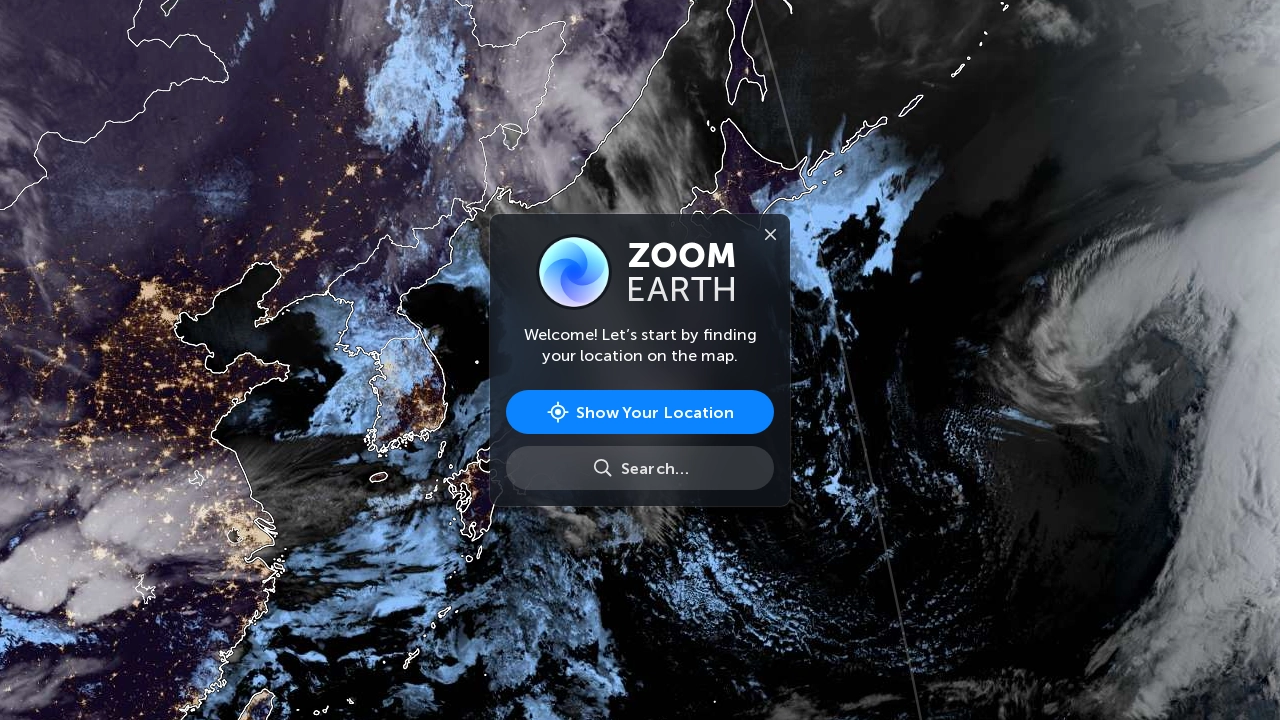 ZOOM
EARTH
Welcome! Let’s start by finding
your location on the map.
Show Your Location
Search…